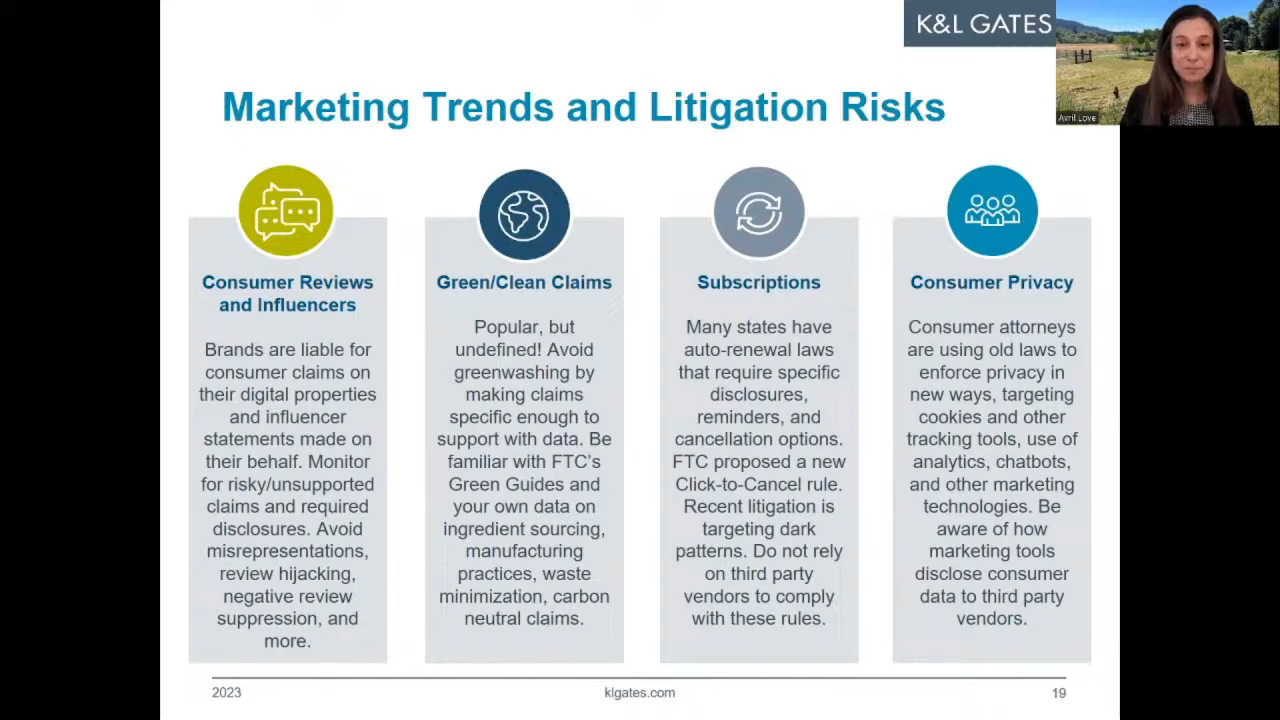 K&L GATES
Avril Love
Marketing Trends and Litigation Risks
Consumer Reviews
and Influencers
Brands are liable for
consumer claims on
their digital properties
and influencer
statements made on
their behalf. Monitor
for risky/unsupported
claims and required
disclosures. Avoid
misrepresentations,
review hijacking,
negative review
suppression, and
more.
Green/Clean Claims
Popular, but
undefined! Avoid
greenwashing by
making claims
specific enough to
support with data. Be
familiar with FTC's
Green Guides and
your own data on
ingredient sourcing,
manufacturing
practices, waste
minimization, carbon
neutral claims.
Subscriptions
Many states have
auto-renewal laws
that require specific
disclosures,
reminders, and
cancellation options.
FTC proposed a new
Click-to-Cancel rule.
Recent litigation is
targeting dark
patterns. Do not rely
on third party
vendors to comply
with these rules.
Consumer Privacy
Consumer attorneys
are using old laws to
enforce privacy in
new ways, targeting
cookies and other
tracking tools, use of
analytics, chatbots,
and other marketing
technologies. Be
aware of how
marketing tools
disclose consumer
data to third party
vendors.
2023
klgates.com
19